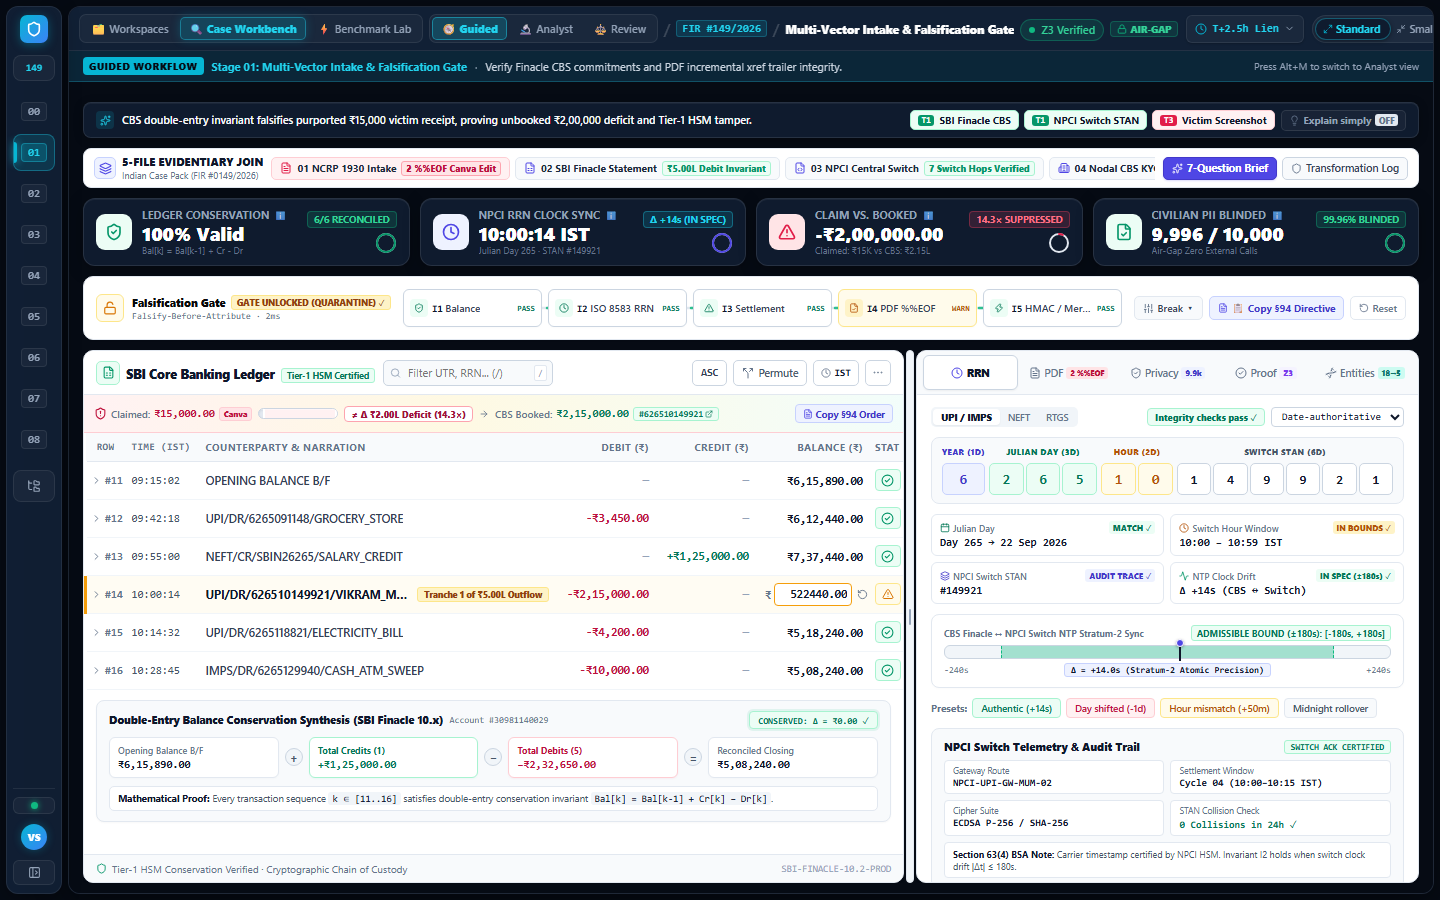 Workspaces Case Workbench Benchmark Lab Guided Analyst Review / FIR #149/2026 / Multi-Vector Intake & Falsification Gate Z3 Verified AIR-GAP T+2.5h Lien Standard Smal
149
00
01
02
03
04
05
06
07
08
VS
GUIDED WORKFLOW Stage 01: Multi-Vector Intake & Falsification Gate · Verify Finacle CBS commitments and PDF incremental xref trailer integrity. Press Alt+M to switch to Analyst view
CBS double-entry invariant falsifies purported ₹15,000 victim receipt, proving unbooked ₹2,00,000 deficit and Tier-1 HSM tamper. T1 SBI Finacle CBS T1 NPCI Switch STAN T3 Victim Screenshot Explain simply OFF
5-FILE EVIDENTIARY JOIN
Indian Case Pack (FIR #0149/2026)
01 NCRP 1930 Intake 2 %%EOF Canva Edit 02 SBI Finacle Statement ₹5.00L Debit Invariant 03 NPCI Central Switch 7 Switch Hops Verified 04 Nodal CBS KY 7-Question Brief Transformation Log
LEDGER CONSERVATION 6/6 RECONCILED
100% Valid
Bal[k] = Bal[k-1] + Cr - Dr
NPCI RRN CLOCK SYNC Δ +14s (IN SPEC)
10:00:14 IST
Julian Day 265 · STAN #149921
CLAIM VS. BOOKED 14.3× SUPPRESSED
-₹2,00,000.00
Claimed: ₹15K vs CBS: ₹2.15L
CIVILIAN PII BLINDED 99.96% BLINDED
9,996 / 10,000
Air-Gap Zero External Calls
Falsification Gate GATE UNLOCKED (QUARANTINE) ✓
Falsify-Before-Attribute · 2ms
I1 Balance PASS I2 ISO 8583 RRN PASS I3 Settlement PASS I4 PDF %%EOF WARN I5 HMAC / Mer... PASS Break Copy §94 Directive Reset
SBI Core Banking Ledger Tier-1 HSM Certified Filter UTR, RRN... (/) / ASC Permute IST ...
Claimed: ₹15,000.00 Canva ≠ Δ ₹2.00L Deficit (14.3×) → CBS Booked: ₹2,15,000.00 #626510149921 Copy §94 Order
ROW TIME (IST) COUNTERPARTY & NARRATION DEBIT (₹) CREDIT (₹) BALANCE (₹) STAT
#11 09:15:02 OPENING BALANCE B/F — — ₹6,15,890.00
#12 09:42:18 UPI/DR/6265091148/GROCERY_STORE -₹3,450.00 — ₹6,12,440.00
#13 09:55:00 NEFT/CR/SBIN26265/SALARY_CREDIT — +₹1,25,000.00 ₹7,37,440.00
#14 10:00:14 UPI/DR/626510149921/VIKRAM_M... Tranche 1 of ₹5.00L Outflow -₹2,15,000.00 — ₹ 522440.00
#15 10:14:32 UPI/DR/6265118821/ELECTRICITY_BILL -₹4,200.00 — ₹5,18,240.00
#16 10:28:45 IMPS/DR/6265129940/CASH_ATM_SWEEP -₹10,000.00 — ₹5,08,240.00
Double-Entry Balance Conservation Synthesis (SBI Finacle 10.x) Account #30981140029 CONSERVED: Δ = ₹0.00 ✓
Opening Balance B/F
₹6,15,890.00
+
Total Credits (1)
+₹1,25,000.00
−
Total Debits (5)
-₹2,32,650.00
=
Reconciled Closing
₹5,08,240.00
Mathematical Proof: Every transaction sequence k ∈ [11..16] satisfies double-entry conservation invariant Bal[k] = Bal[k-1] + Cr[k] − Dr[k] .
Tier-1 HSM Conservation Verified · Cryptographic Chain of Custody SBI-FINACLE-10.2-PROD
RRN PDF 2 %%EOF Privacy 9.9k Proof Z3 Entities 18→5
UPI / IMPS NEFT RTGS Integrity checks pass ✓ Date-authoritative
YEAR (1D) JULIAN DAY (3D) HOUR (2D) SWITCH STAN (6D)
6 2 6 5 1 0 1 4 9 9 2 1
Julian Day MATCH ✓
Day 265 → 22 Sep 2026
Switch Hour Window IN BOUNDS ✓
10:00 – 10:59 IST
NPCI Switch STAN AUDIT TRACE ✓
#149921
NTP Clock Drift IN SPEC (±180s) ✓
Δ +14s (CBS ↔ Switch)
CBS Finacle ↔ NPCI Switch NTP Stratum-2 Sync ADMISSIBLE BOUND (±180s): [-180s, +180s]
-240s Δ = +14.0s (Stratum-2 Atomic Precision) +240s
Presets: Authentic (+14s) Day shifted (-1d) Hour mismatch (+50m) Midnight rollover
NPCI Switch Telemetry & Audit Trail SWITCH ACK CERTIFIED
Gateway Route
NPCI-UPI-GW-MUM-02
Settlement Window
Cycle 04 (10:00–10:15 IST)
Cipher Suite
ECDSA P-256 / SHA-256
STAN Collision Check
0 Collisions in 24h ✓
Section 63(4) BSA Note: Carrier timestamp certified by NPCI HSM. Invariant I2 holds when switch clock
drift |Δt| ≤ 180s.